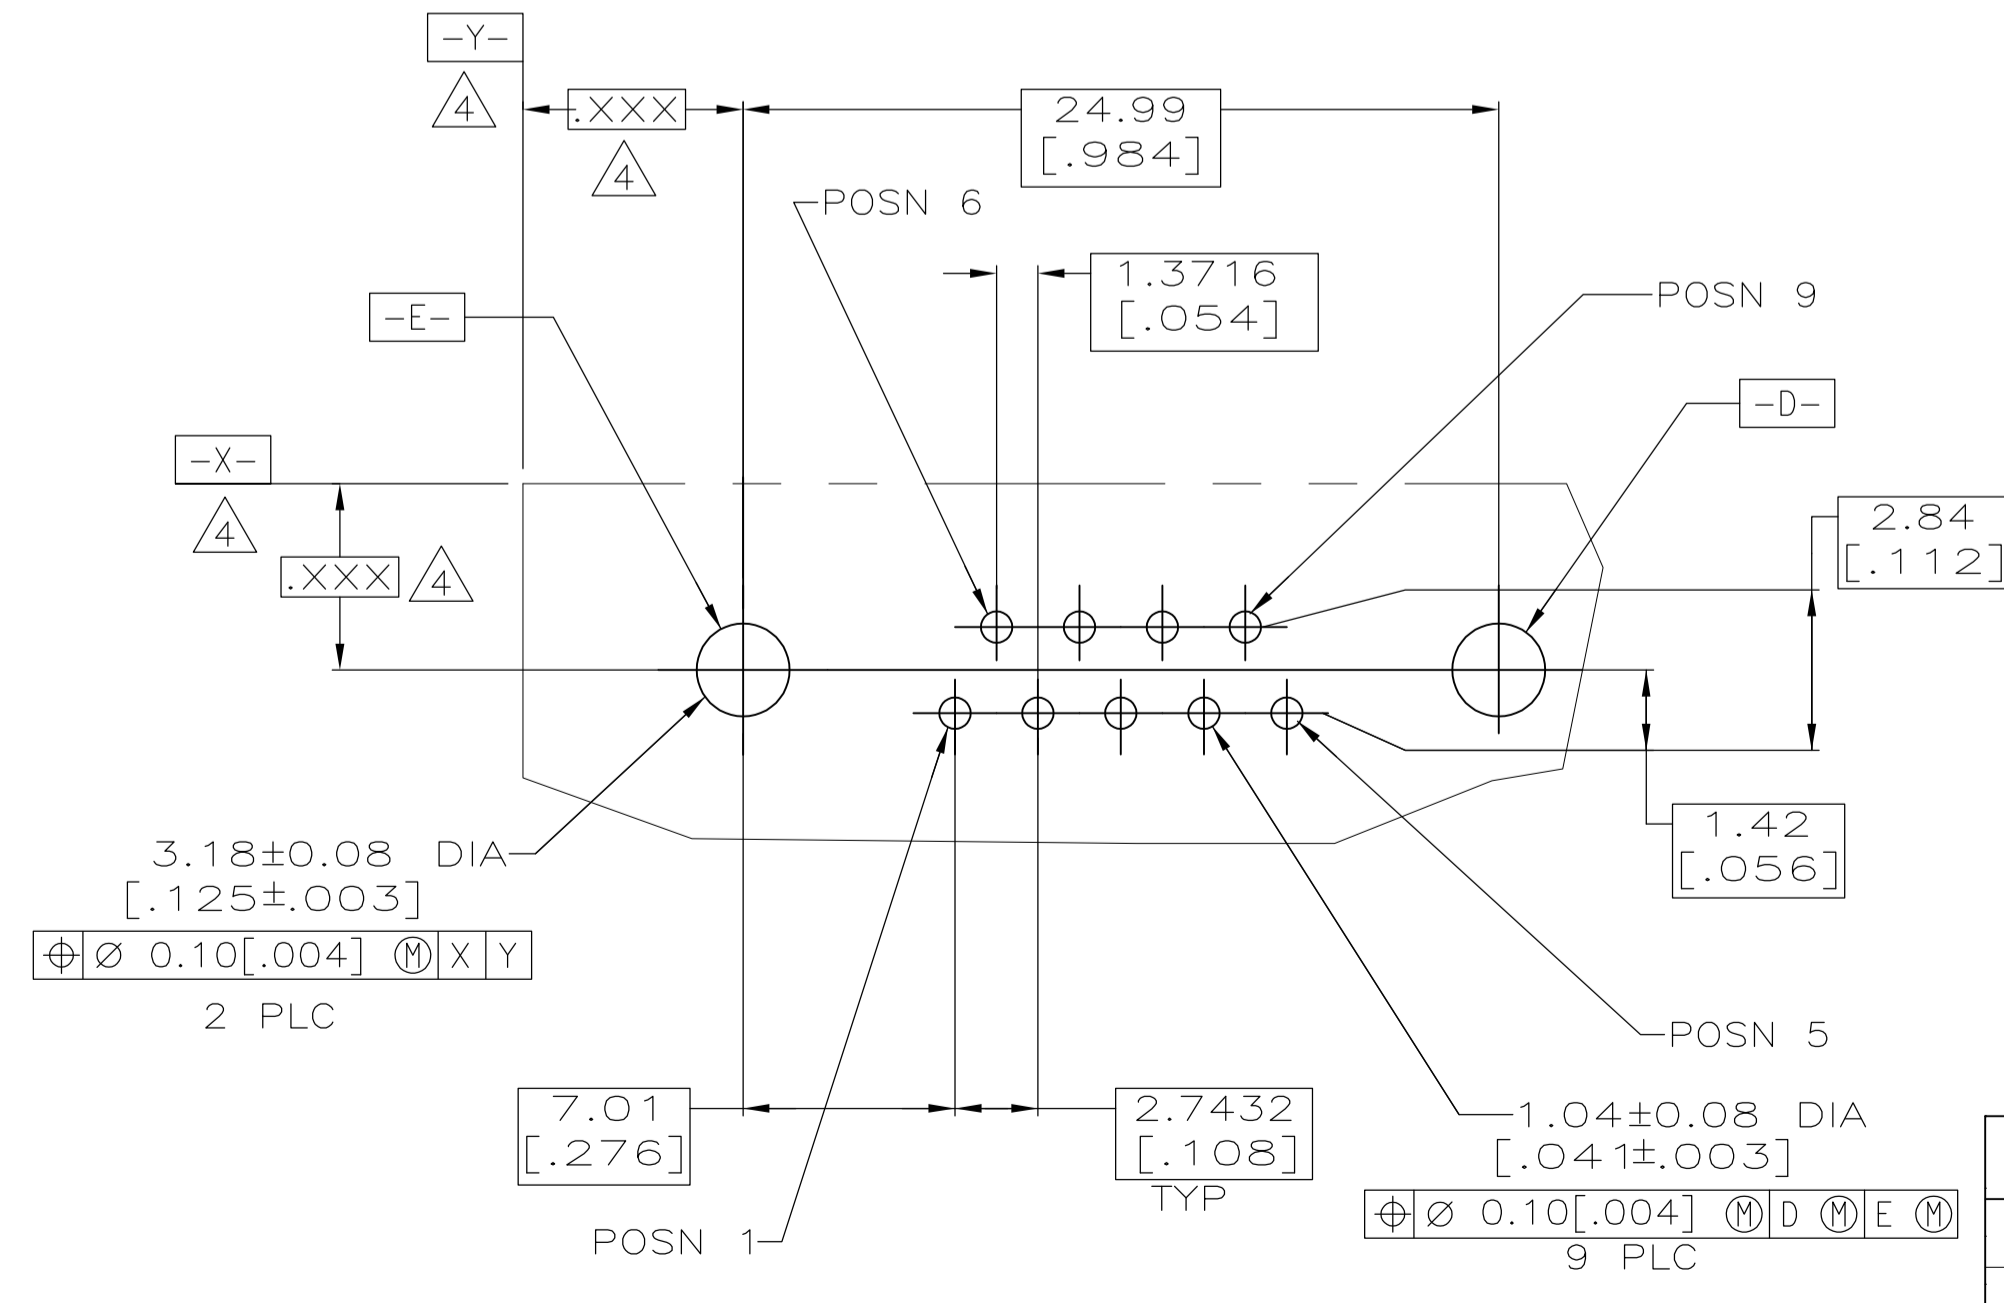 -Y-
4
.XXX
4
24.99
[.984]
POSN 6
1.3716
[.054]
POSN 9
-E-
-D-
-X-
4
.XXX 4
2.84
[.112]
1.42
[.056]
3.18±0.08 DIA
[.125±.003]
⌖ Ø 0.10[.004] Ⓜ X Y
2 PLC
POSN 5
7.01
[.276]
2.7432
[.108]
TYP
1.04±0.08 DIA
[.041±.003]
⌖ Ø 0.10[.004] Ⓜ D Ⓜ E Ⓜ
9 PLC
POSN 1